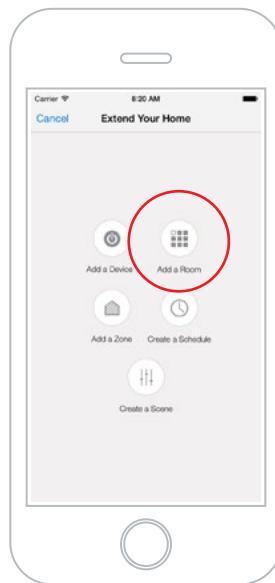 Carrier 8:20 AM
Cancel Extend Your Home
Add a Device Add a Room
Add a Zone Create a Schedule
Create a Scene